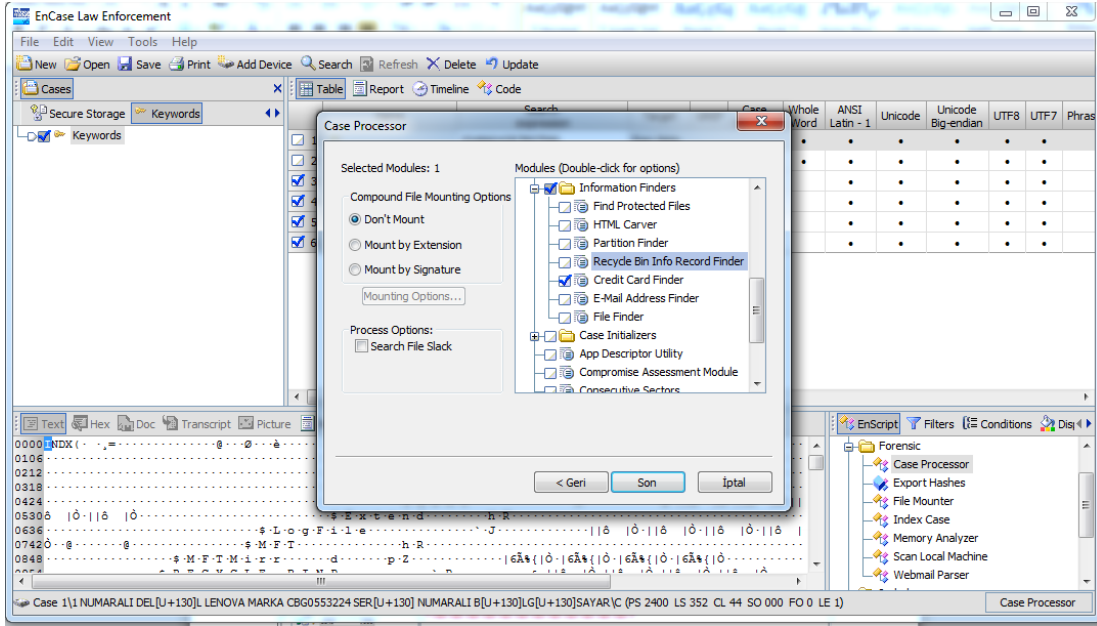 EnCase Law Enforcement
File Edit View Tools Help
New Open Save Print Add Device Search Refresh Delete Update
Cases
Table Report Timeline Code
Secure Storage Keywords
Keywords
Search
Case
Whole Word
ANSI Latin - 1
Unicode
Unicode Big-endian
UTF8
UTF7
Phras
1
2
3
4
5
6
Case Processor
Selected Modules: 1
Compound File Mounting Options
Don't Mount
Mount by Extension
Mount by Signature
Mounting Options...
Process Options:
Search File Slack
Modules (Double-click for options)
Information Finders
Find Protected Files
HTML Carver
Partition Finder
Recycle Bin Info Record Finder
Credit Card Finder
E-Mail Address Finder
File Finder
Case Initializers
App Descriptor Utility
Compromise Assessment Module
Consecutive Sectors
< Geri
Son
İptal
Text Hex Doc Transcript Picture
0000 INDX
0106
0212
0318
0424
0530 $·E·x·t·e·n·d
0636 $·L·o·g·F·i·l·e
0742 $·M·F·T
0848 $·M·F·T·M·i·r·r
EnScript Filters Conditions Disp
Forensic
Case Processor
Export Hashes
File Mounter
Index Case
Memory Analyzer
Scan Local Machine
Webmail Parser
Case 1\1 NUMARALI DEL[U+130]L LENOVA MARKA CBG0553224 SER[U+130] NUMARALI B[U+130]LG[U+130]SAYAR\C (PS 2400 LS 352 CL 44 SO 000 FO 0 LE 1)
Case Processor